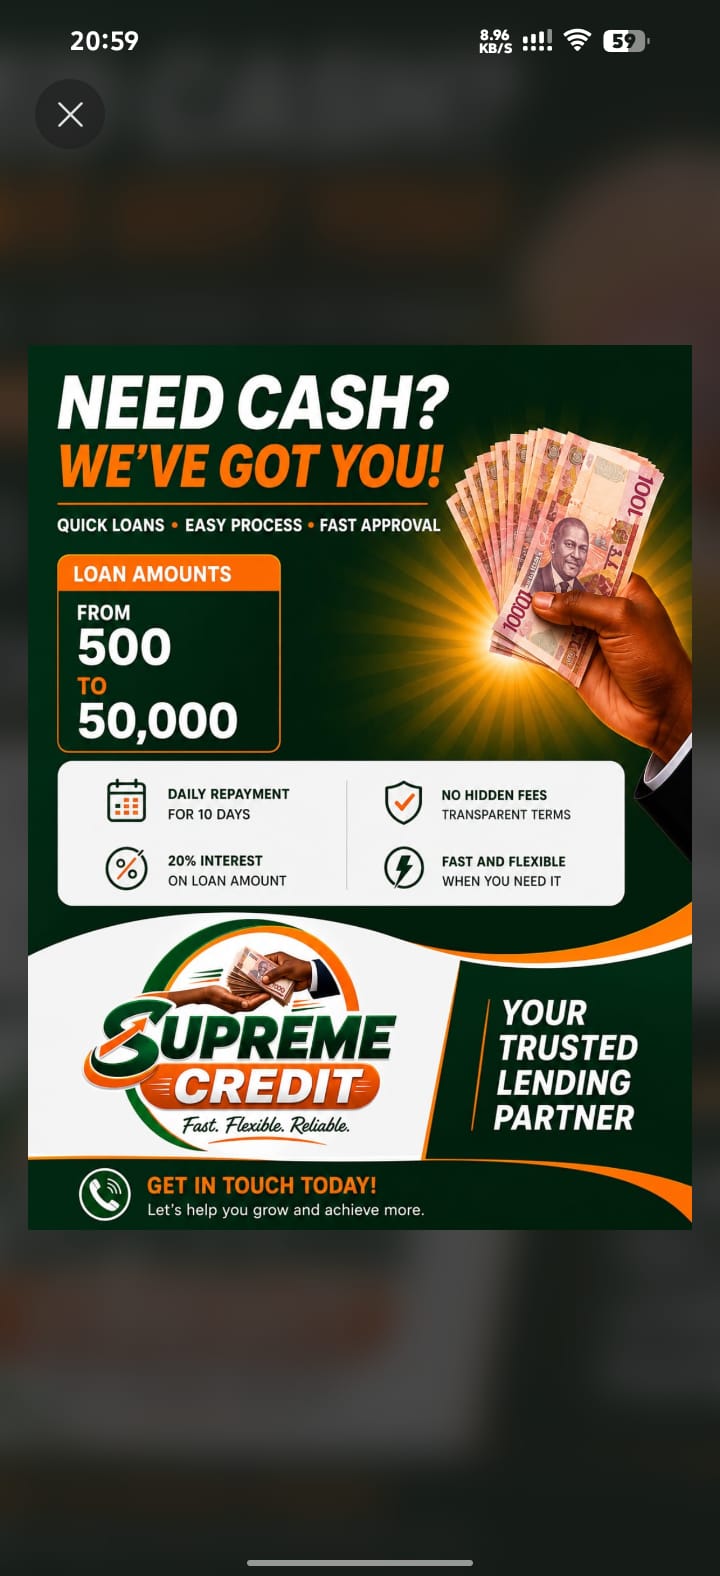 20:59
8.96
KB/S
59
NEED CASH?
WE'VE GOT YOU!
QUICK LOANS • EASY PROCESS • FAST APPROVAL
LOAN AMOUNTS
FROM
500
TO
50,000
1001
10001
DAILY REPAYMENT
FOR 10 DAYS
NO HIDDEN FEES
TRANSPARENT TERMS
20% INTEREST
ON LOAN AMOUNT
FAST AND FLEXIBLE
WHEN YOU NEED IT
SUPREME
CREDIT
Fast. Flexible. Reliable.
YOUR
TRUSTED
LENDING
PARTNER
GET IN TOUCH TODAY!
Let's help you grow and achieve more.